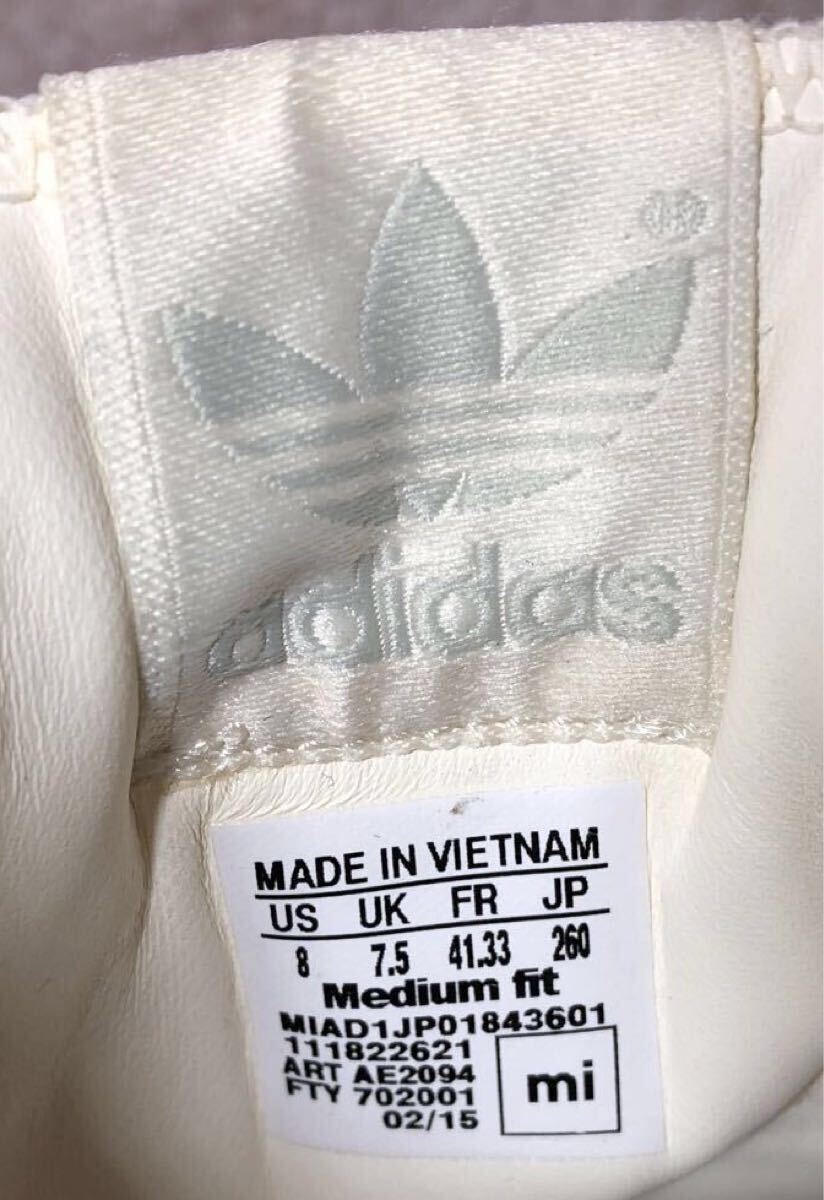 ®
adidas
MADE IN VIETNAM
US UK FR JP
8 7.5 41.33 260
Medium fit
MIAD1JP01843601
111822621
ART AE2094
FTY 702001
02/15
mi